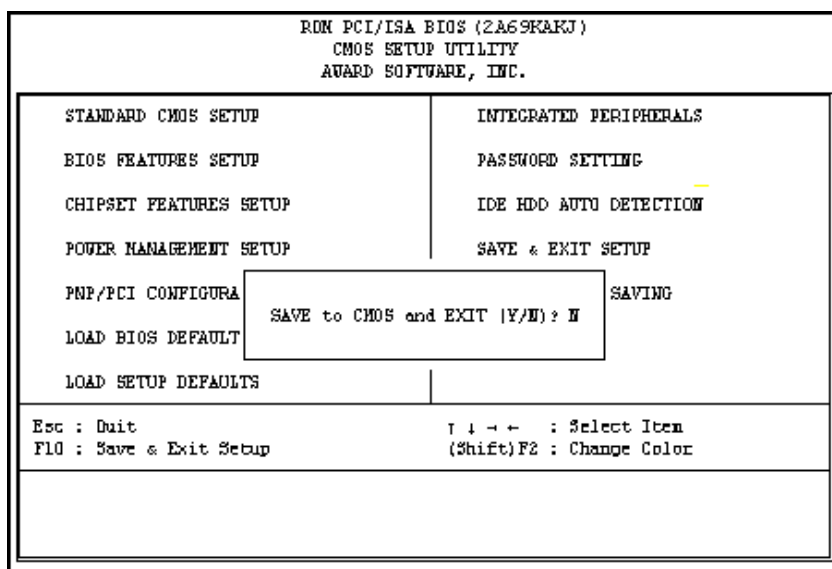 ROM PCI/ISA BIOS (2A69KAKJ)
CMOS SETUP UTILITY
AWARD SOFTWARE, INC.
STANDARD CMOS SETUP
BIOS FEATURES SETUP
CHIPSET FEATURES SETUP
POWER MANAGEMENT SETUP
PNP/PCI CONFIGURA
LOAD BIOS DEFAULT
LOAD SETUP DEFAULTS
INTEGRATED PERIPHERALS
PASSWORD SETTING
IDE HDD AUTO DETECTION
SAVE & EXIT SETUP
SAVING
SAVE to CMOS and EXIT (Y/N)? N
Esc : Quit
F10 : Save & Exit Setup
↑ ↓ → ← : Select Item
(Shift)F2 : Change Color